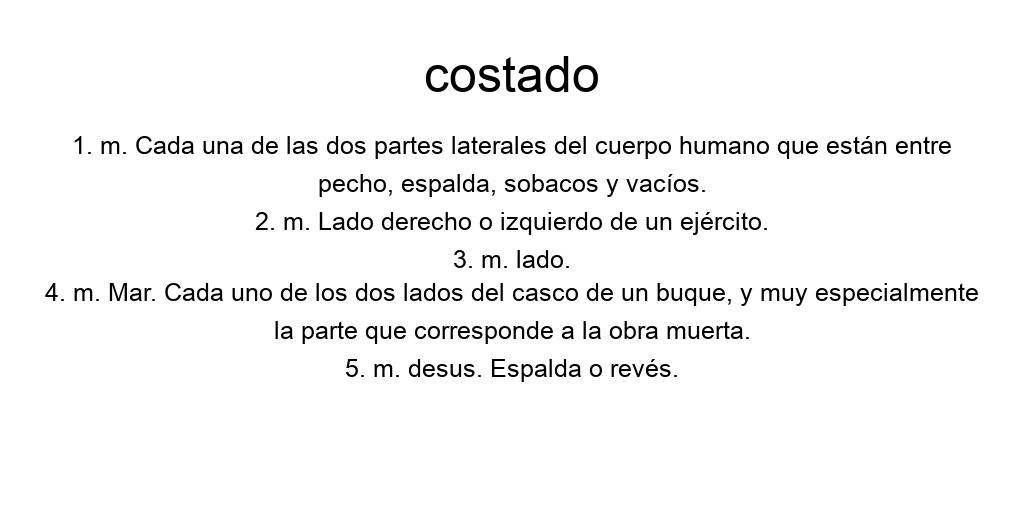 costado
1. m. Cada una de las dos partes laterales del cuerpo humano que están entre
pecho, espalda, sobacos y vacíos.
2. m. Lado derecho o izquierdo de un ejército.
3. m. lado.
4. m. Mar. Cada uno de los dos lados del casco de un buque, y muy especialmente
la parte que corresponde a la obra muerta.
5. m. desus. Espalda o revés.